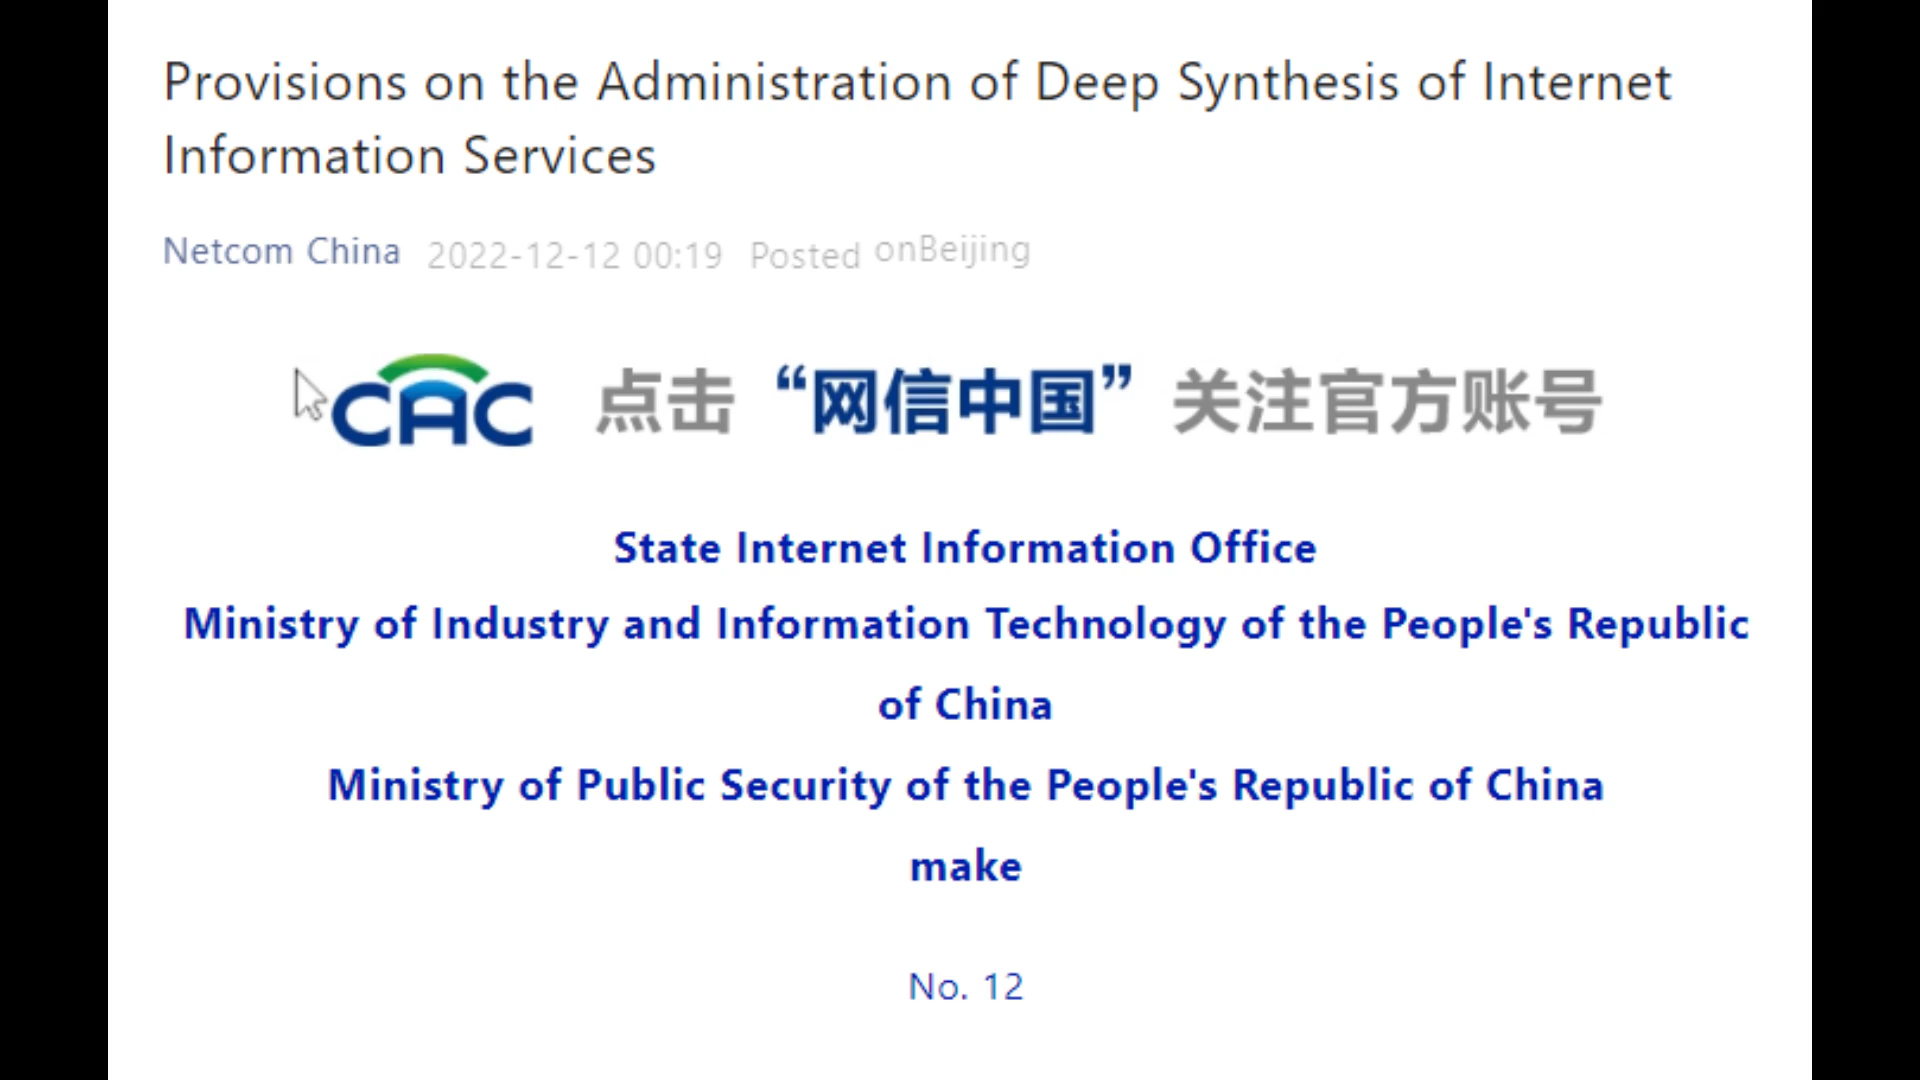 Provisions on the Administration of Deep Synthesis of Internet
Information Services
Netcom China 2022-12-12 00:19 Posted onBeijing
CAC 点击“网信中国”关注官方账号
State Internet Information Office
Ministry of Industry and Information Technology of the People's Republic
of China
Ministry of Public Security of the People's Republic of China
make
No. 12